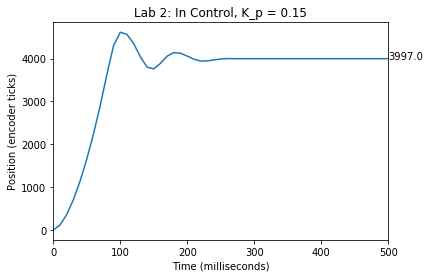 Lab 2: In Control, K_p = 0.15
4000
3997.0
3000
2000
1000
0
Position (encoder ticks)
0 100 200 300 400 500
Time (milliseconds)